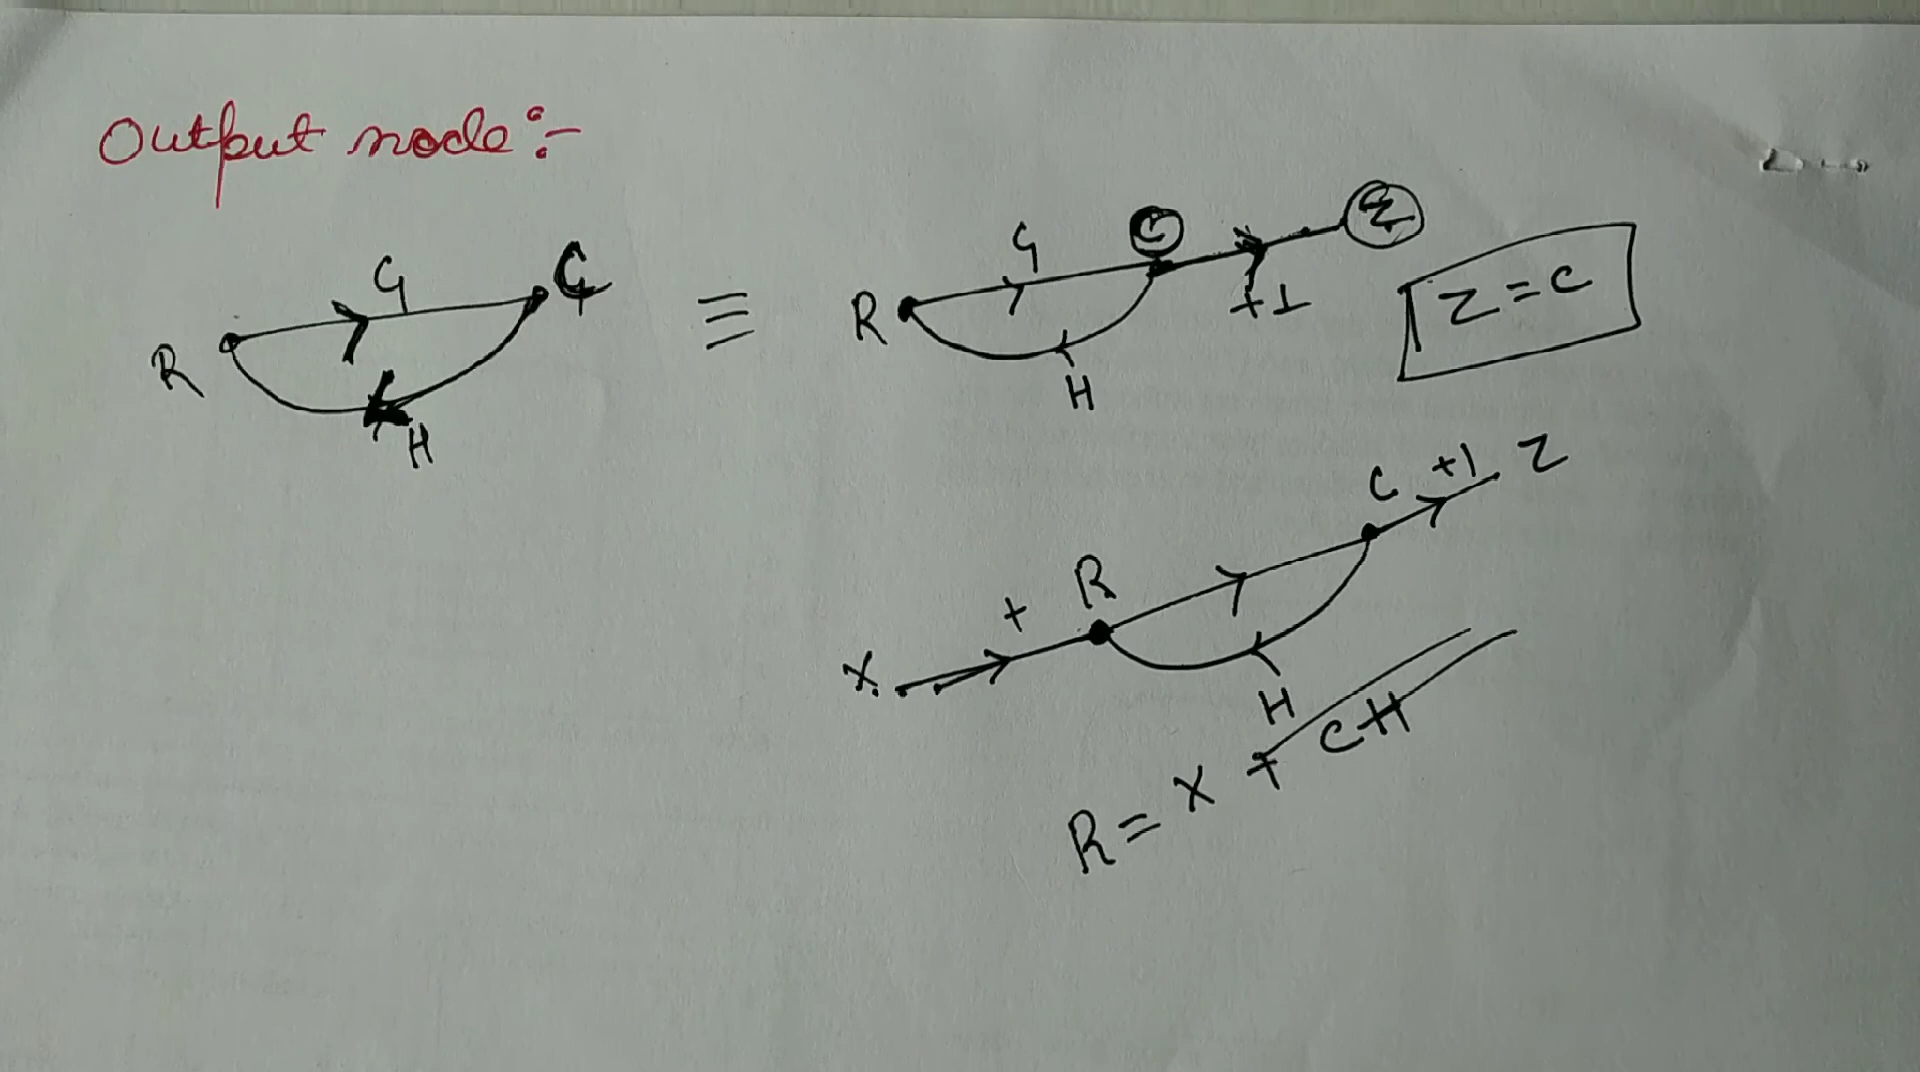 Output node:-
G C
R
H
≡
G C +1 Z
R
H
Z = C
X + R C +1 Z
H
R = X + CH